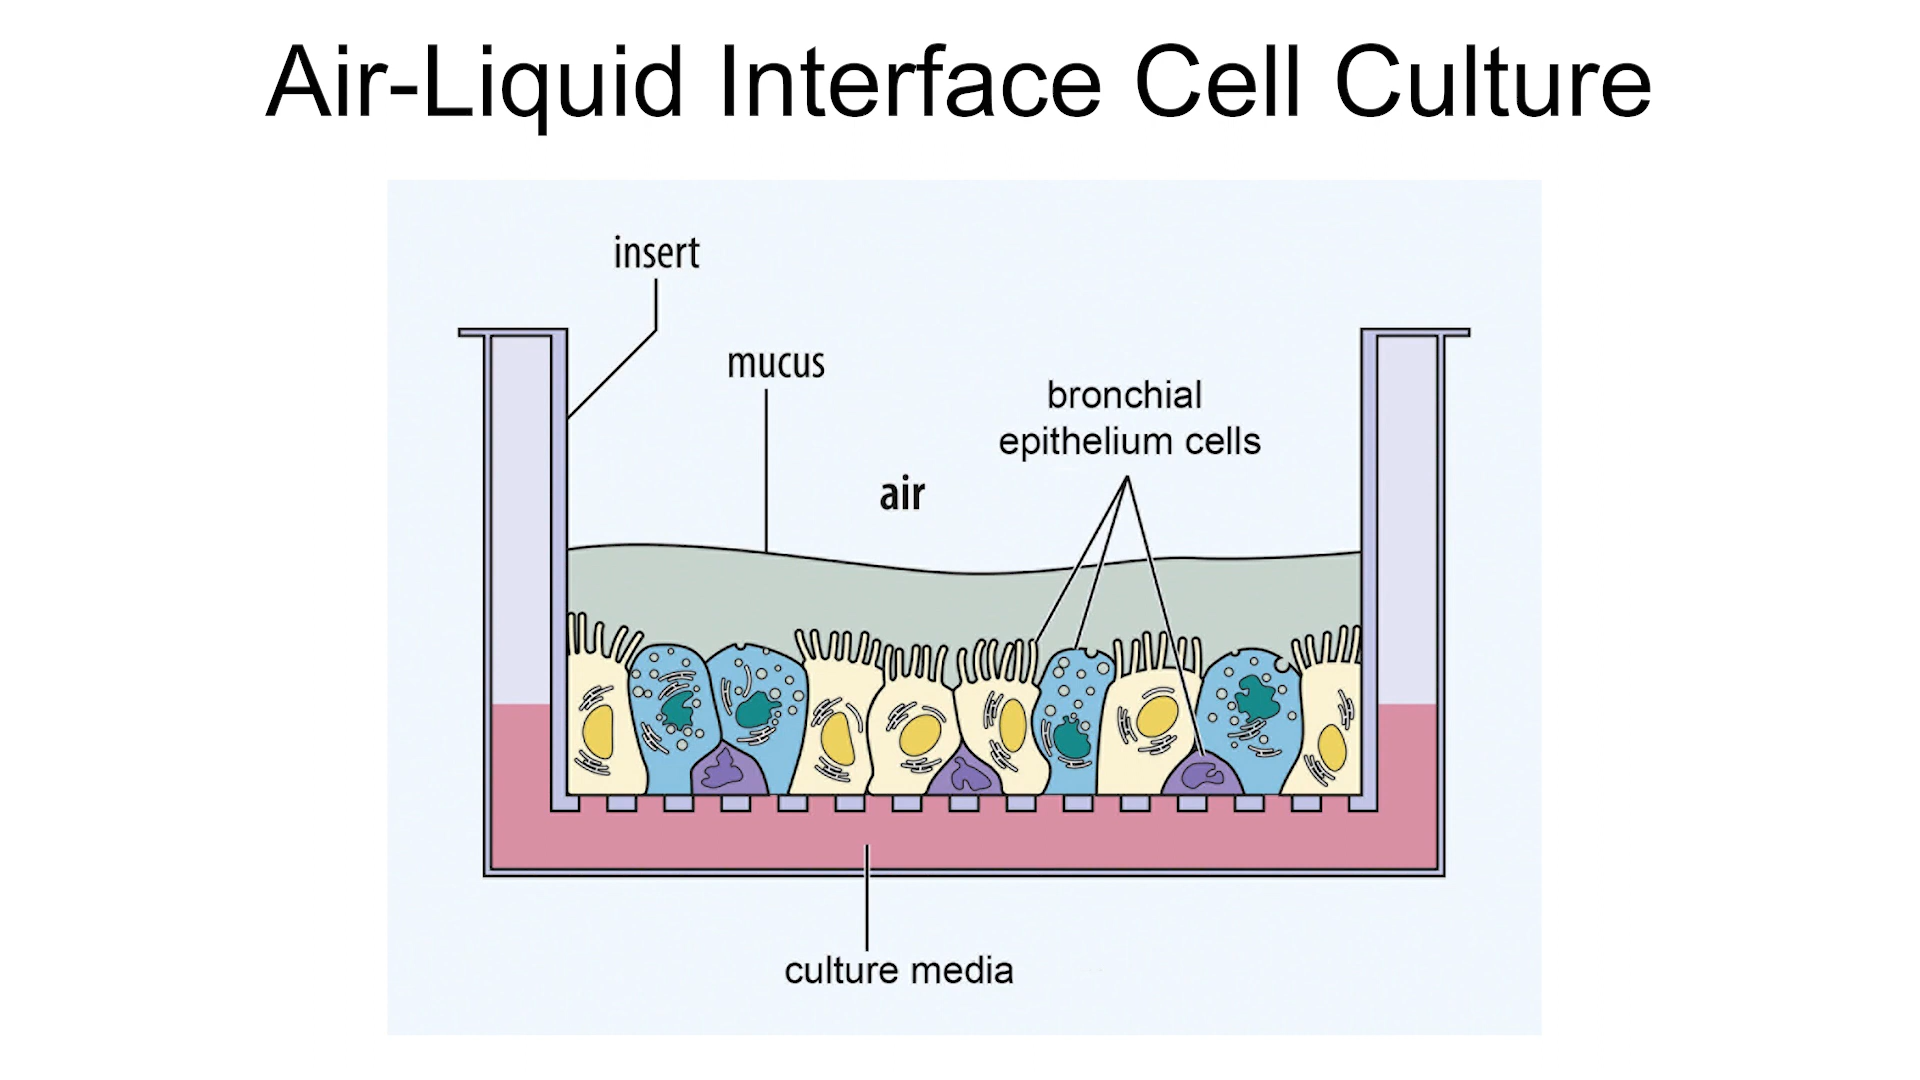 Air-Liquid Interface Cell Culture
insert
mucus
bronchial
epithelium cells
air
culture media